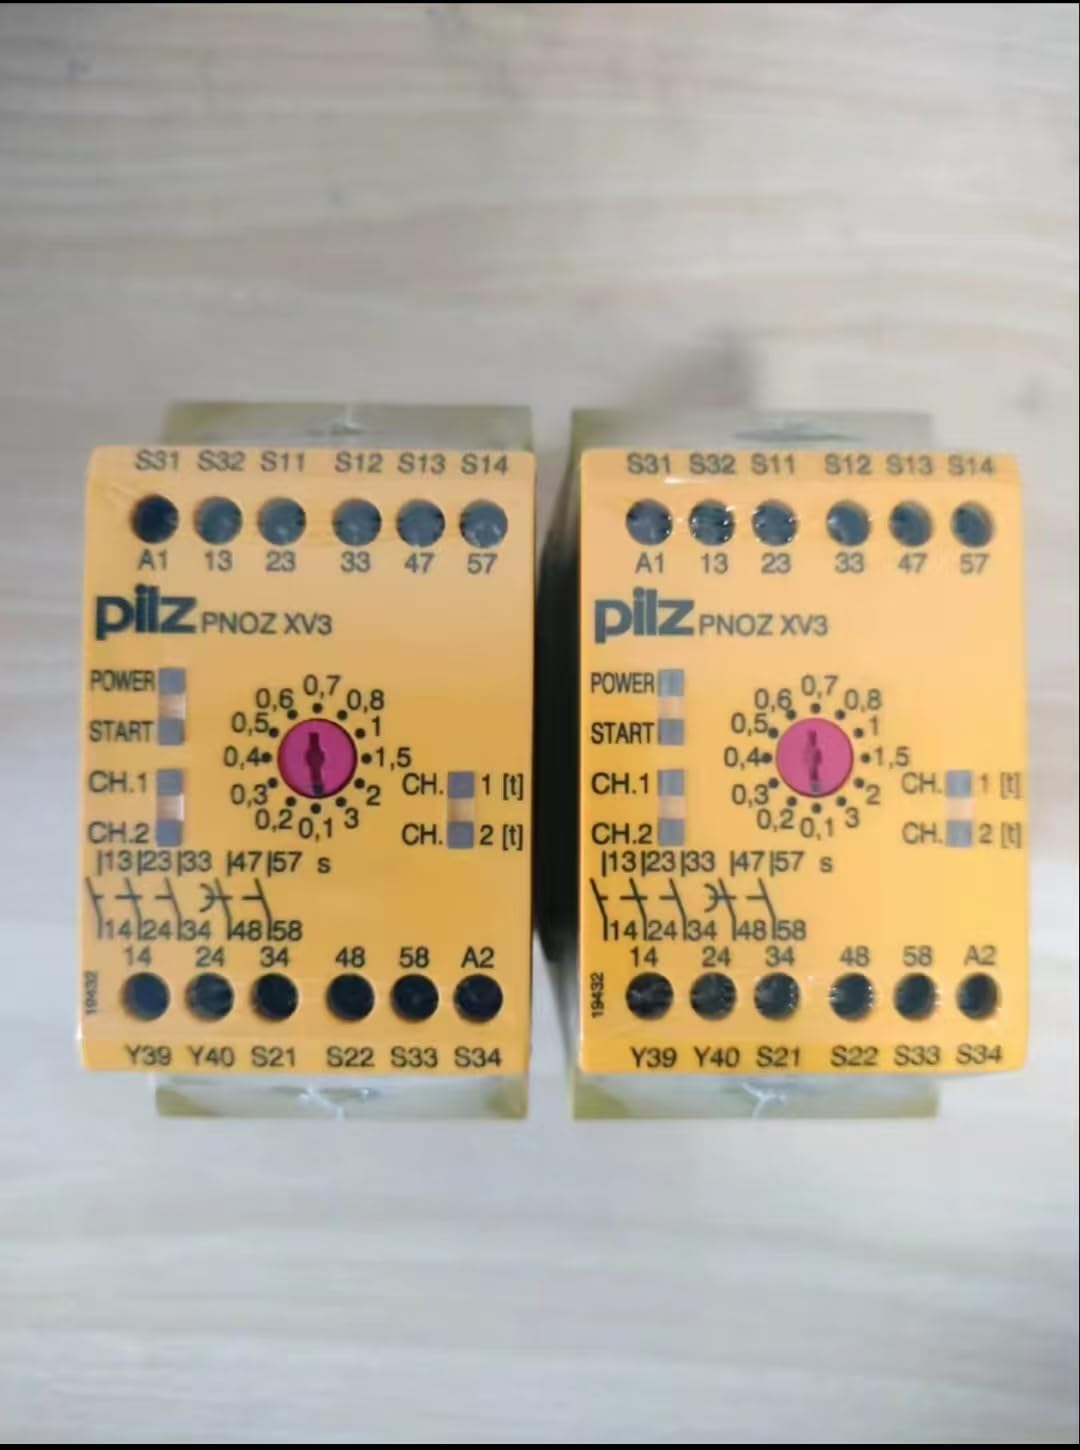 S31 S32 S11 S12 S13 S14
A1 13 23 33 47 57
pilz PNOZ XV3
POWER
START
CH.1
CH.2
0,6 0,7 0,8
0,5 1
0,4 1,5
0,3 2
0,2 0,1 3
CH. 1 [t]
CH. 2 [t]
13 23 33 47 57 s
14 24 34 48 58
14 24 34 48 58 A2
19432
Y39 Y40 S21 S22 S33 S34
S31 S32 S11 S12 S13 S14
A1 13 23 33 47 57
pilz PNOZ XV3
POWER
START
CH.1
CH.2
0,6 0,7 0,8
0,5 1
0,4 1,5
0,3 2
0,2 0,1 3
CH. 1 [t]
CH. 2 [t]
13 23 33 47 57 s
14 24 34 48 58
14 24 34 48 58 A2
19432
Y39 Y40 S21 S22 S33 S34